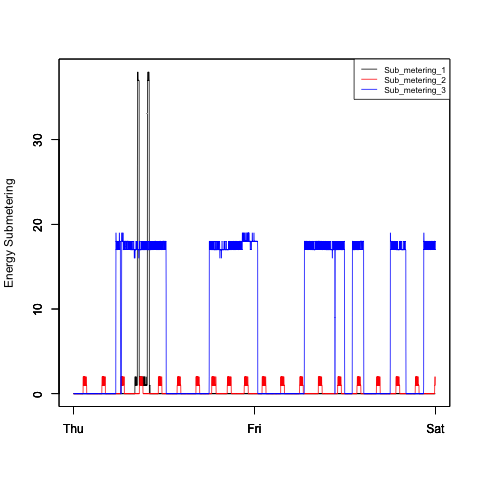 Sub_metering_1
Sub_metering_2
Sub_metering_3
Energy Submetering
30
20
10
0
Thu Fri Sat